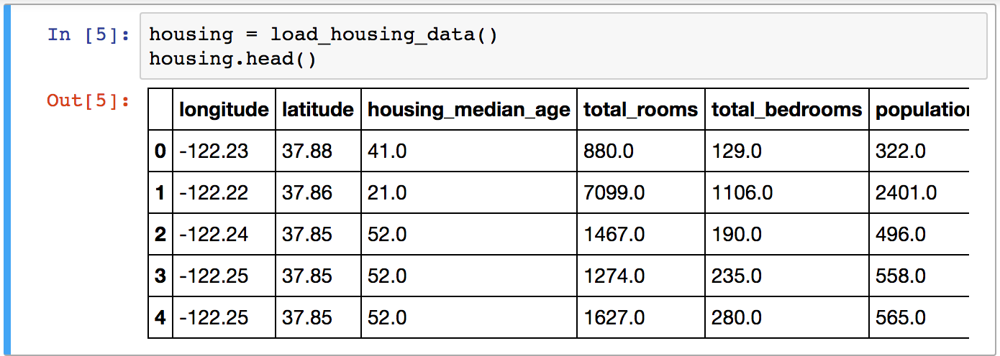 In [5]: housing = load_housing_data()
housing.head()
Out[5]:
longitude latitude housing_median_age total_rooms total_bedrooms population
0 -122.23 37.88 41.0 880.0 129.0 322.0
1 -122.22 37.86 21.0 7099.0 1106.0 2401.0
2 -122.24 37.85 52.0 1467.0 190.0 496.0
3 -122.25 37.85 52.0 1274.0 235.0 558.0
4 -122.25 37.85 52.0 1627.0 280.0 565.0